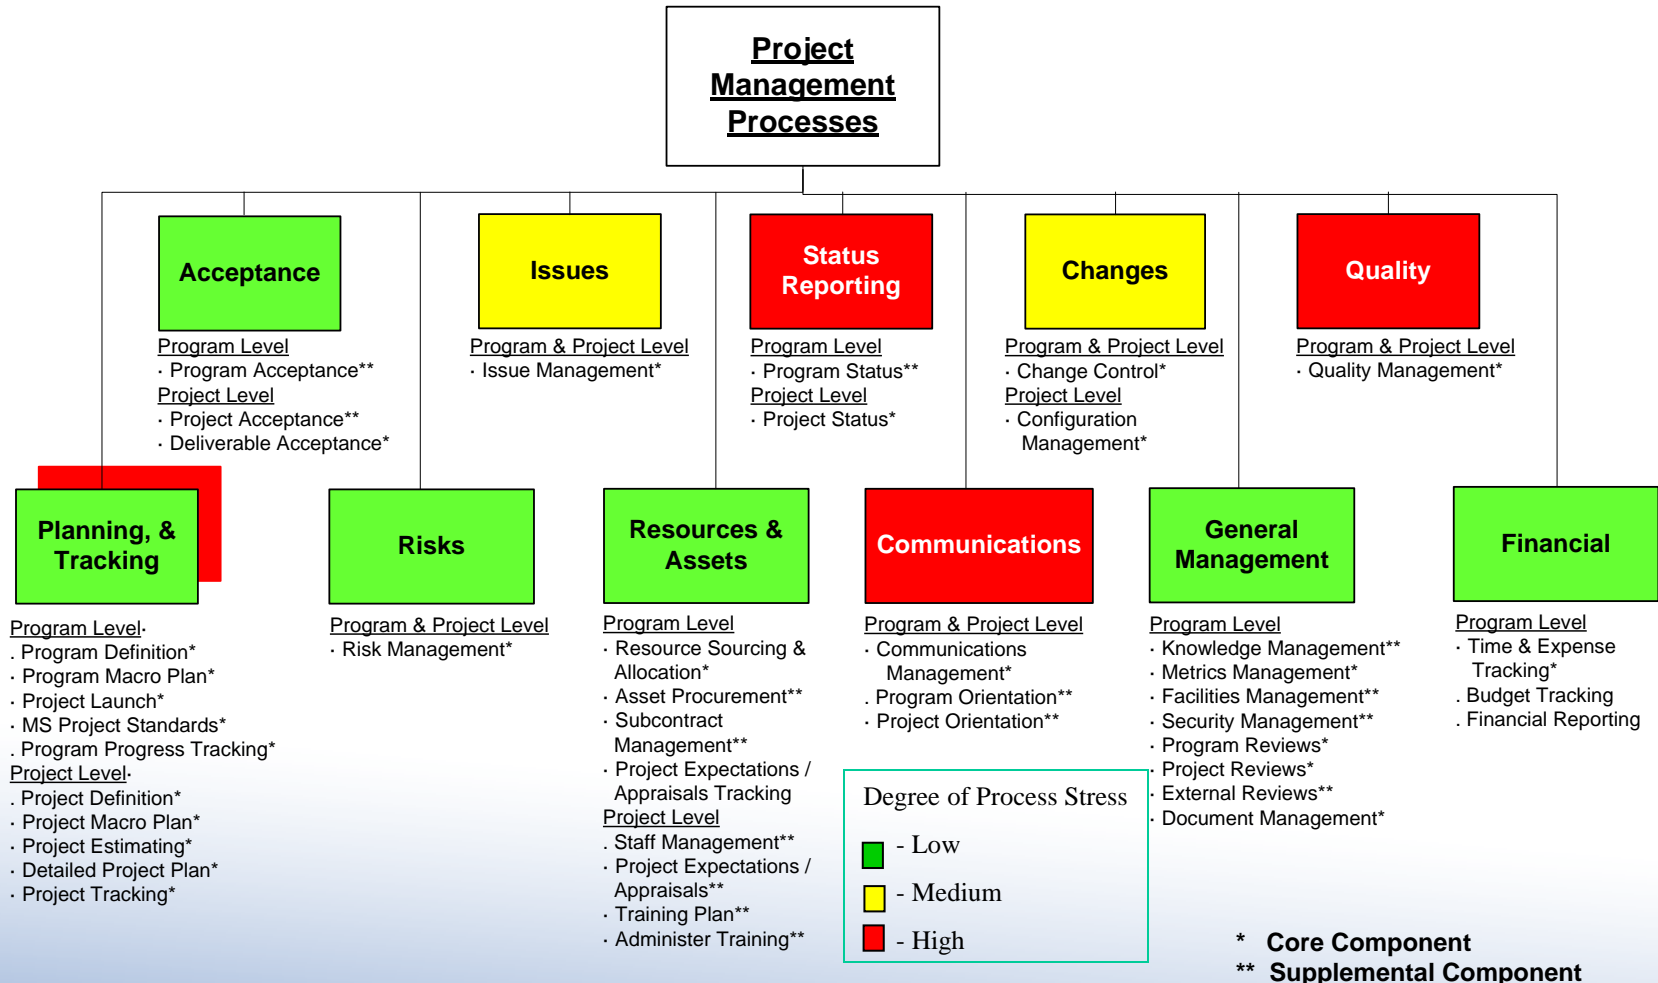 Project
Management
Processes
Acceptance
Issues
Status
Reporting
Changes
Quality
Program Level
· Program Acceptance**
Project Level
· Project Acceptance**
· Deliverable Acceptance*
Program & Project Level
· Issue Management*
Program Level
· Program Status**
Project Level
· Project Status*
Program & Project Level
· Change Control*
Project Level
· Configuration
Management*
Program & Project Level
· Quality Management*
Planning, &
Tracking
Risks
Resources &
Assets
Communications
General
Management
Financial
Program Level·
. Program Definition*
· Program Macro Plan*
· Project Launch*
· MS Project Standards*
. Program Progress Tracking*
Project Level·
. Project Definition*
· Project Macro Plan*
· Project Estimating*
· Detailed Project Plan*
· Project Tracking*
Program & Project Level
· Risk Management*
Program Level
· Resource Sourcing &
Allocation*
· Asset Procurement**
· Subcontract
Management**
· Project Expectations /
Appraisals Tracking
Project Level
. Staff Management**
· Project Expectations /
Appraisals**
· Training Plan**
· Administer Training**
Program & Project Level
· Communications
Management*
. Program Orientation**
· Project Orientation**
Program Level
· Knowledge Management**
· Metrics Management*
· Facilities Management**
· Security Management**
· Program Reviews*
· Project Reviews*
· External Reviews**
· Document Management*
Program Level
· Time & Expense
Tracking*
. Budget Tracking
. Financial Reporting
Degree of Process Stress
- Low
- Medium
- High
* Core Component
** Supplemental Component